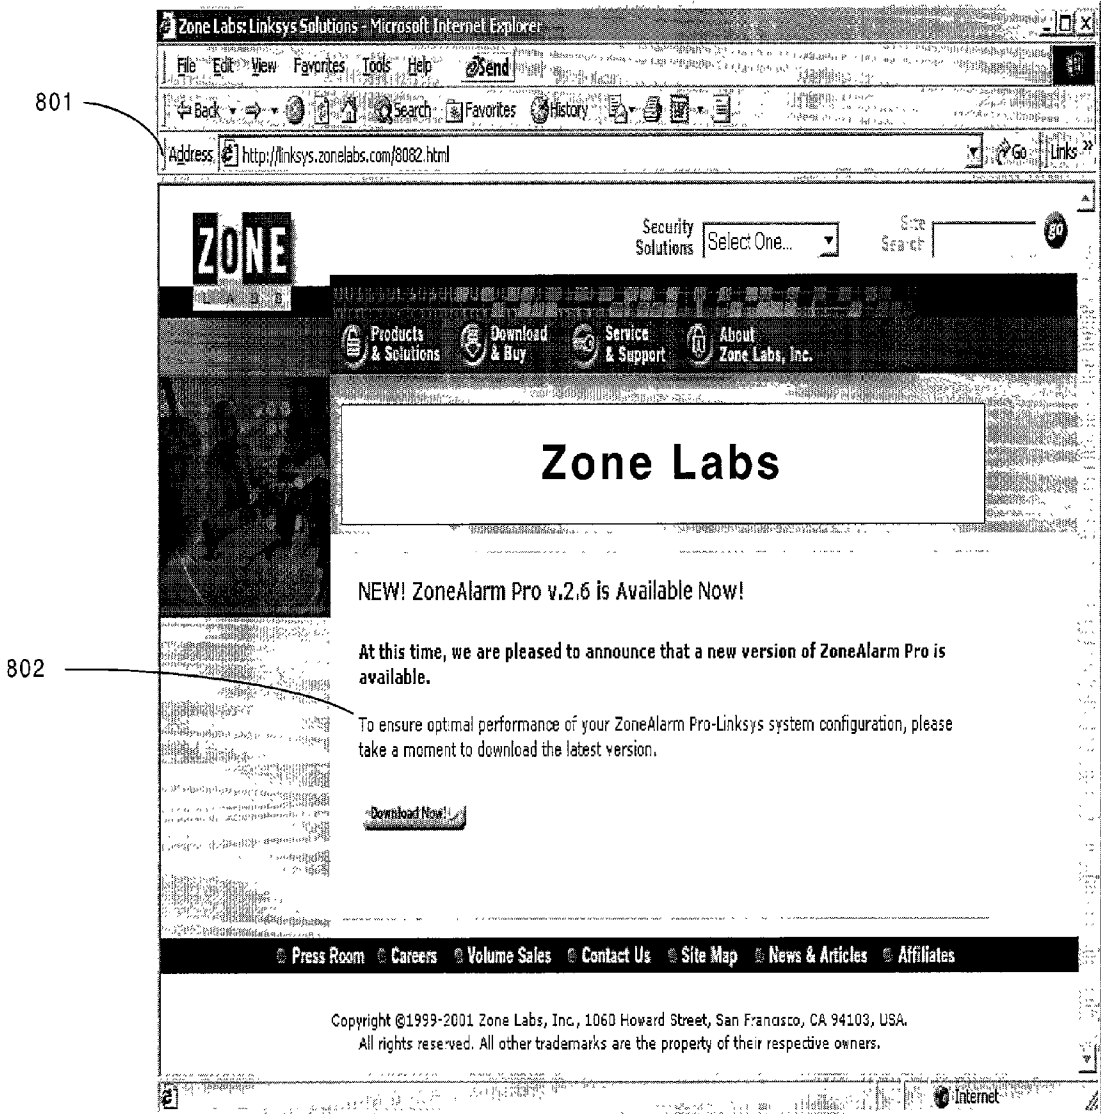 Zone Labs: Linksys Solutions - Microsoft Internet Explorer
File Edit View Favorites Tools Help Send
801
Back Search Favorites History
Address http://linksys.zonelabs.com/8082.html Go Links »
ZONE
LABS
Security Solutions Select One...
Site Search go
Products & Solutions
Download & Buy
Service & Support
About Zone Labs, Inc.
Zone Labs
NEW! ZoneAlarm Pro v.2.6 is Available Now!
At this time, we are pleased to announce that a new version of ZoneAlarm Pro is
available.
802
To ensure optimal performance of your ZoneAlarm Pro-Linksys system configuration, please
take a moment to download the latest version.
Download Now!
Press Room Careers Volume Sales Contact Us Site Map News & Articles Affiliates
Copyright ©1999-2001 Zone Labs, Inc., 1060 Howard Street, San Francisco, CA 94103, USA.
All rights reserved. All other trademarks are the property of their respective owners.
Internet